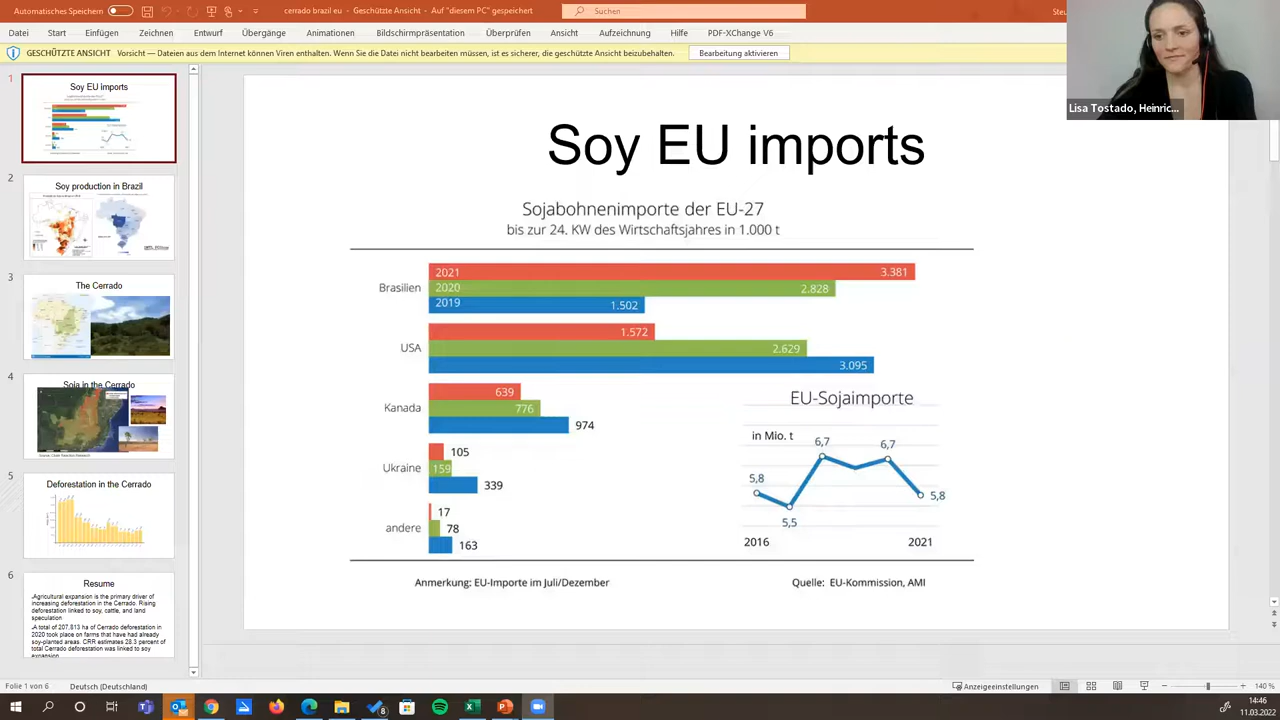 Automatisches Speichern
cerrado brazil eu - Geschützte Ansicht - Auf "diesem PC" gespeichert
Suchen
Datei Start Einfügen Zeichnen Entwurf Übergänge Animationen Bildschirmpräsentation Überprüfen Ansicht Aufzeichnung Hilfe PDF-XChange V6
GESCHÜTZTE ANSICHT Vorsicht — Dateien aus dem Internet können Viren enthalten. Wenn Sie die Datei nicht bearbeiten müssen, ist es sicherer, die geschützte Ansicht beizubehalten. Bearbeitung aktivieren
Lisa Tostado, Heinric...
1
Soy EU imports
2
Soy production in Brazil
3
The Cerrado
4
Soja in the Cerrado
5
Deforestation in the Cerrado
6
Resume
Agricultural expansion is the primary driver of
increasing deforestation in the Cerrado. Rising
deforestation linked to soy, cattle, and land
speculation
A total of 207,813 ha of Cerrado deforestation in
2020 took place on farms that have had already
soy-planted areas. CRR estimates 28.3 percent of
total Cerrado deforestation was linked to soy
expansion
Soy EU imports
Sojabohnenimporte der EU-27
bis zur 24. KW des Wirtschaftsjahres in 1.000 t
Brasilien
2021 3.381
2020 2.828
2019 1.502
USA
1.572
2.629
3.095
Kanada
639
776
974
Ukraine
105
159
339
andere
17
78
163
EU-Sojaimporte
in Mio. t
5,8
5,5
6,7
6,7
5,8
2016 2021
Anmerkung: EU-Importe im Juli/Dezember
Quelle: EU-Kommission, AMI
Folie 1 von 6 Deutsch (Deutschland)
Anzeigeeinstellungen
140 %
8
14:46
11.03.2022